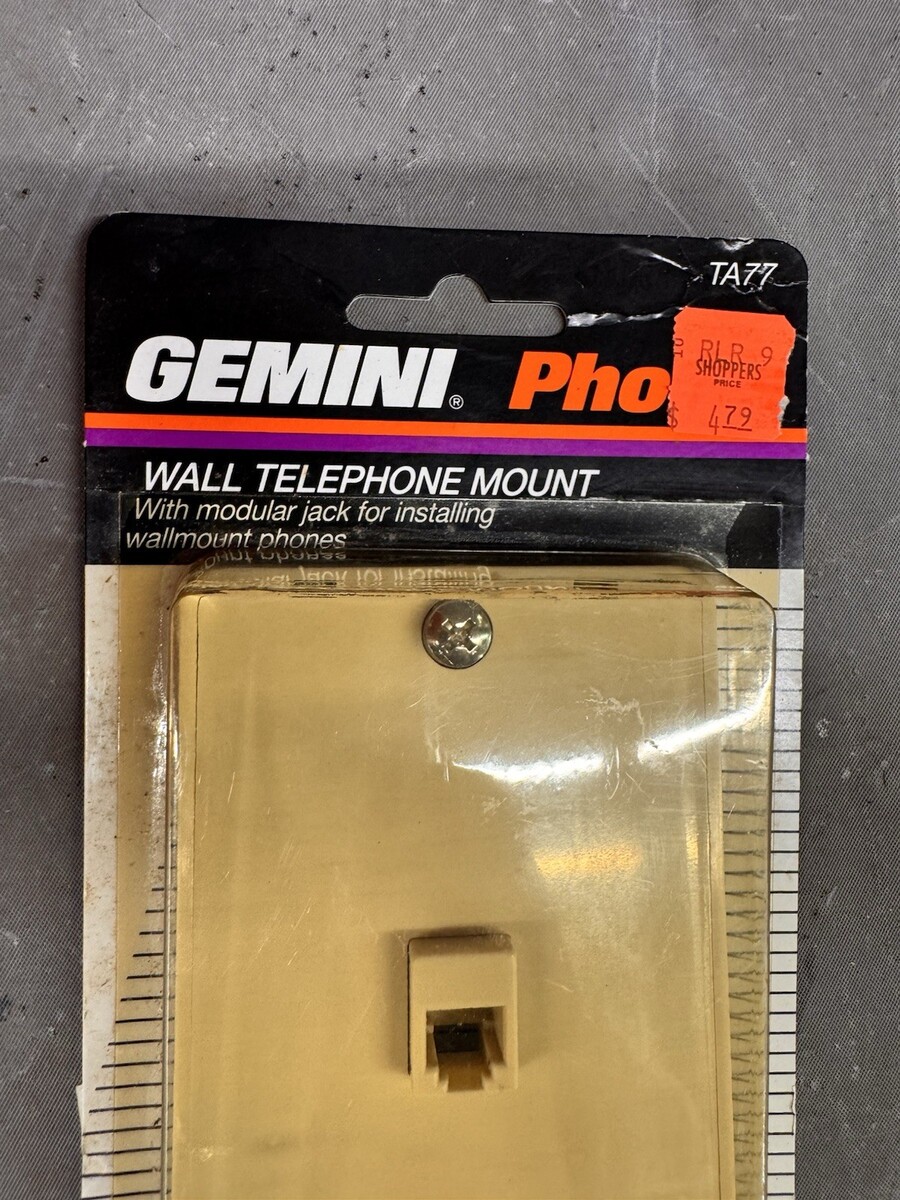 TA77
GEMINI® Pho
RLR 9
SHOPPERS
PRICE
$ 4.79
WALL TELEPHONE MOUNT
With modular jack for installing
wallmount phones